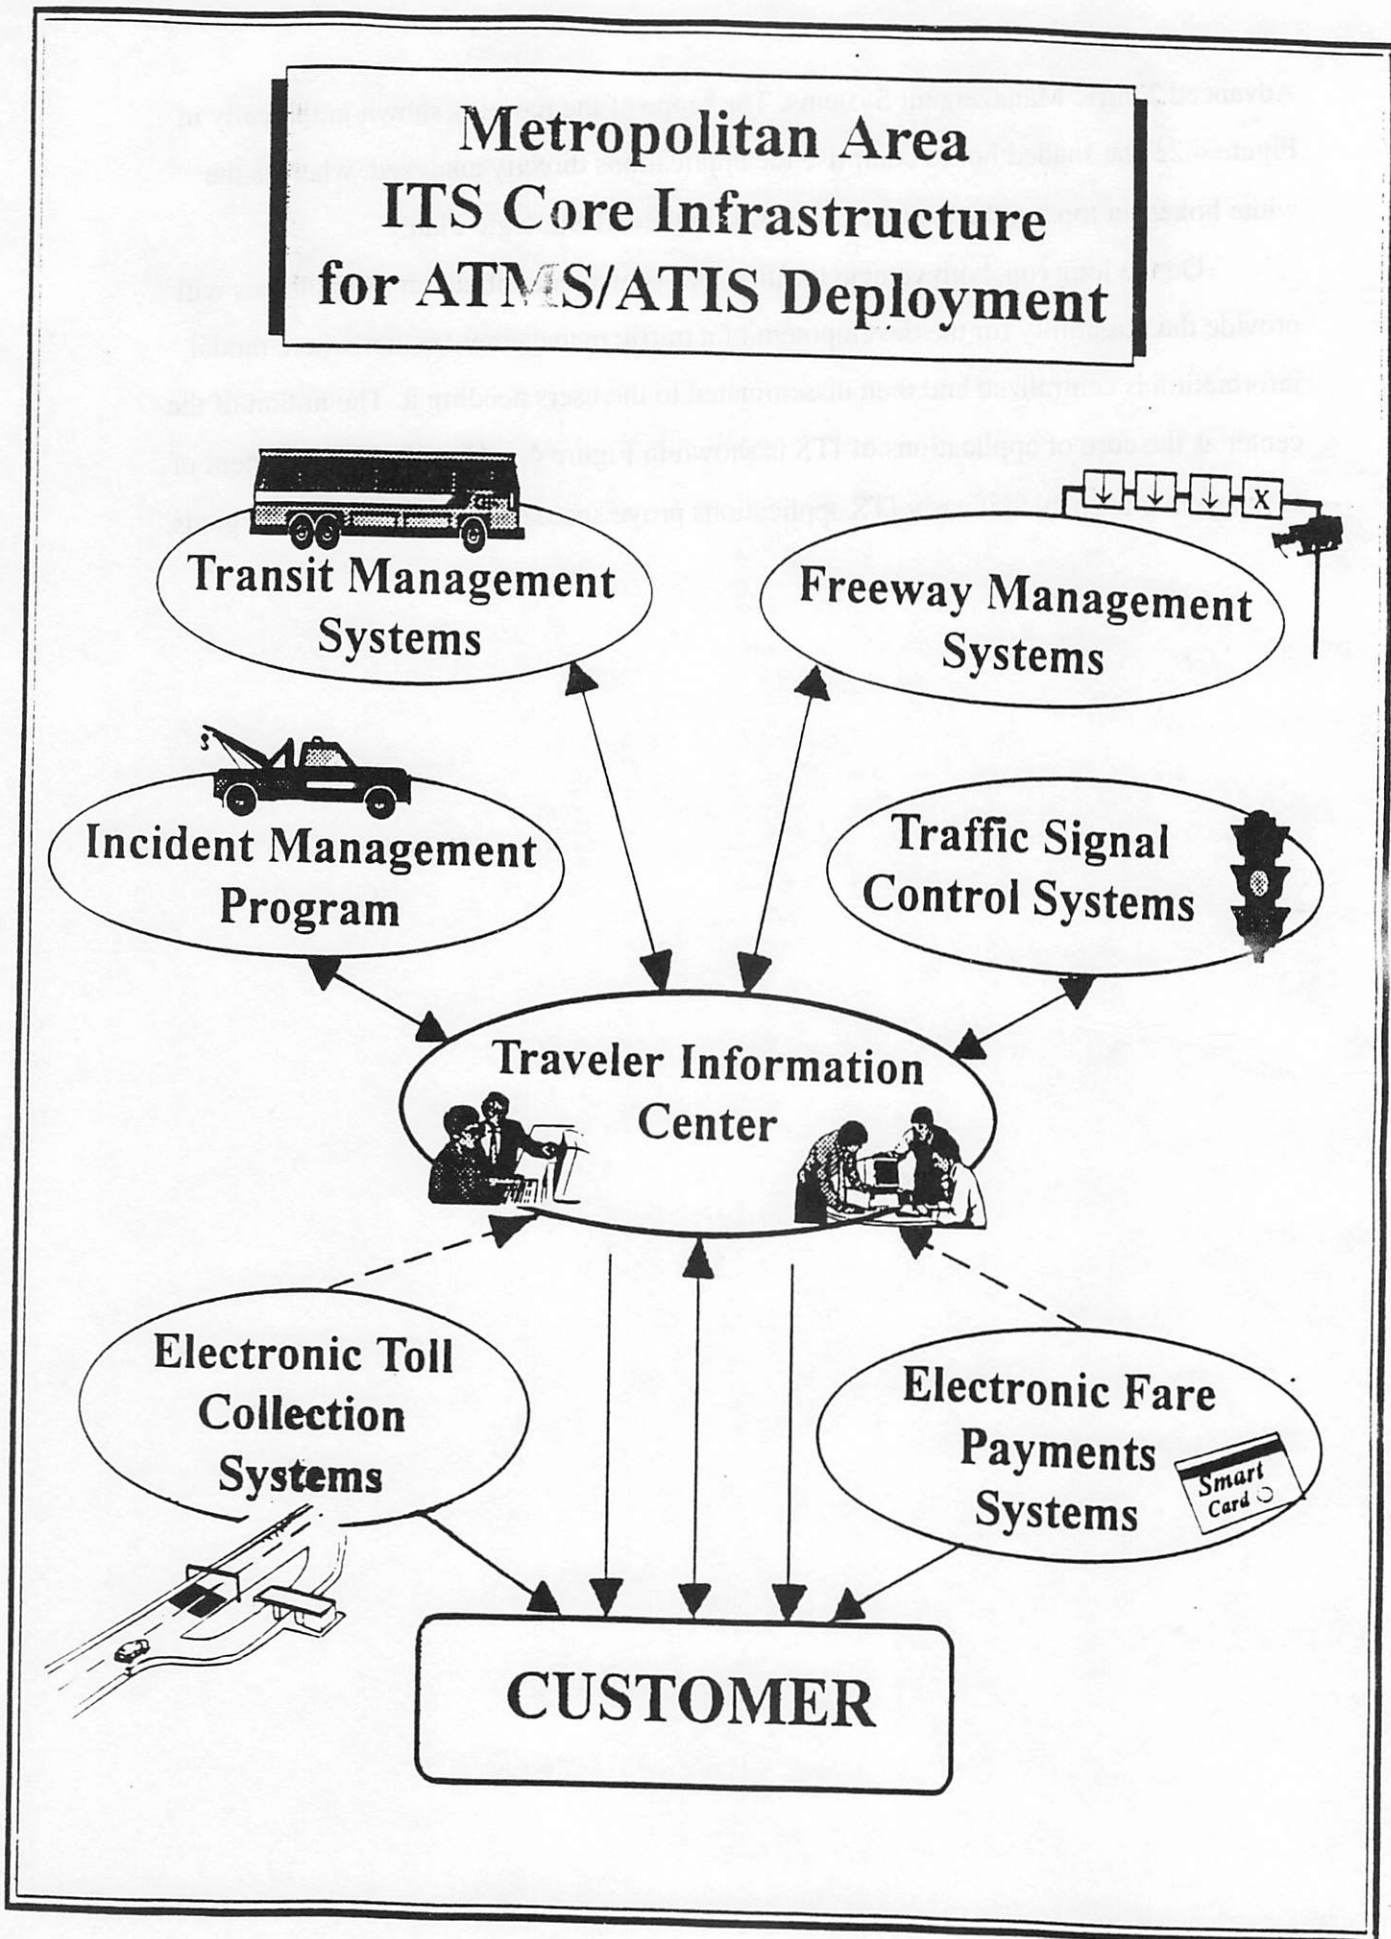 Metropolitan Area
ITS Core Infrastructure
for ATMS/ATIS Deployment
Transit Management
Systems
X
Freeway Management
Systems
Incident Management
Program
Traffic Signal
Control Systems
Traveler Information
Center
Electronic Toll
Collection
Systems
Electronic Fare
Payments
Systems
Smart
Card
CUSTOMER